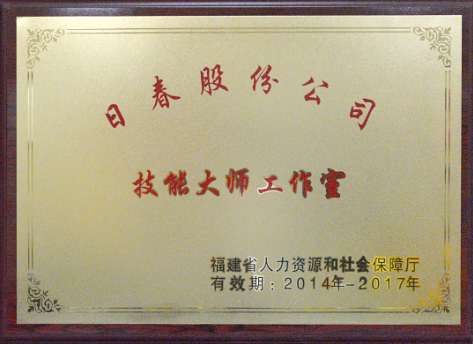 日春股份公司
技能大师工作室
福建省人力资源和社会保障厅
有效期：2014年-2017年